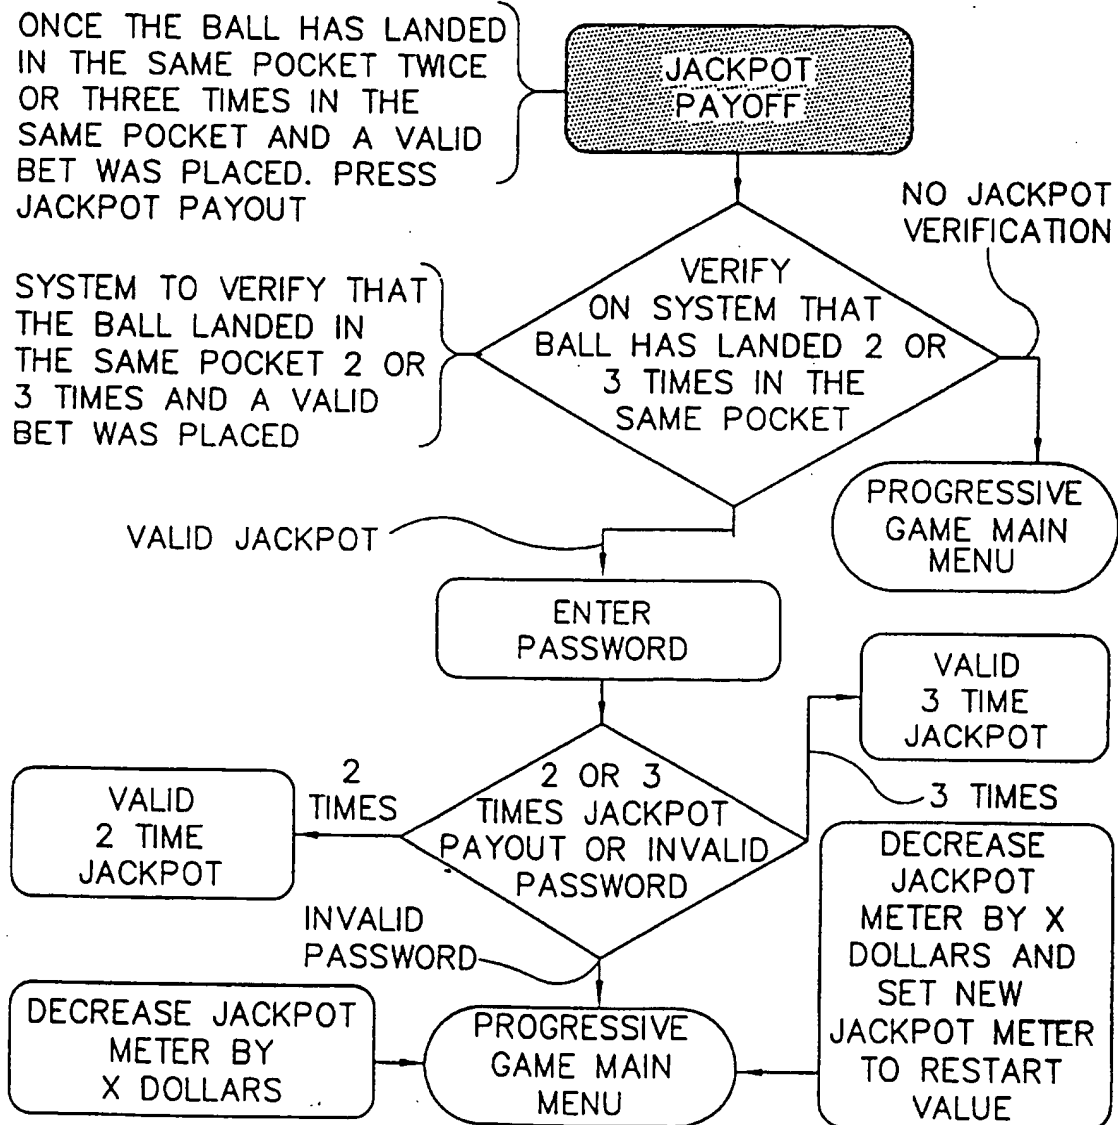 ONCE THE BALL HAS LANDED
IN THE SAME POCKET TWICE
OR THREE TIMES IN THE
SAME POCKET AND A VALID
BET WAS PLACED. PRESS
JACKPOT PAYOUT
JACKPOT
PAYOFF
NO JACKPOT
VERIFICATION
SYSTEM TO VERIFY THAT
THE BALL LANDED IN
THE SAME POCKET 2 OR
3 TIMES AND A VALID
BET WAS PLACED
VERIFY
ON SYSTEM THAT
BALL HAS LANDED 2 OR
3 TIMES IN THE
SAME POCKET
PROGRESSIVE
GAME MAIN
MENU
VALID JACKPOT
ENTER
PASSWORD
VALID
3 TIME
JACKPOT
3 TIMES
2
TIMES
2 OR 3
TIMES JACKPOT
PAYOUT OR INVALID
PASSWORD
VALID
2 TIME
JACKPOT
INVALID
PASSWORD
DECREASE
JACKPOT
METER BY X
DOLLARS AND
SET NEW
JACKPOT METER
TO RESTART
VALUE
DECREASE JACKPOT
METER BY
X DOLLARS
PROGRESSIVE
GAME MAIN
MENU